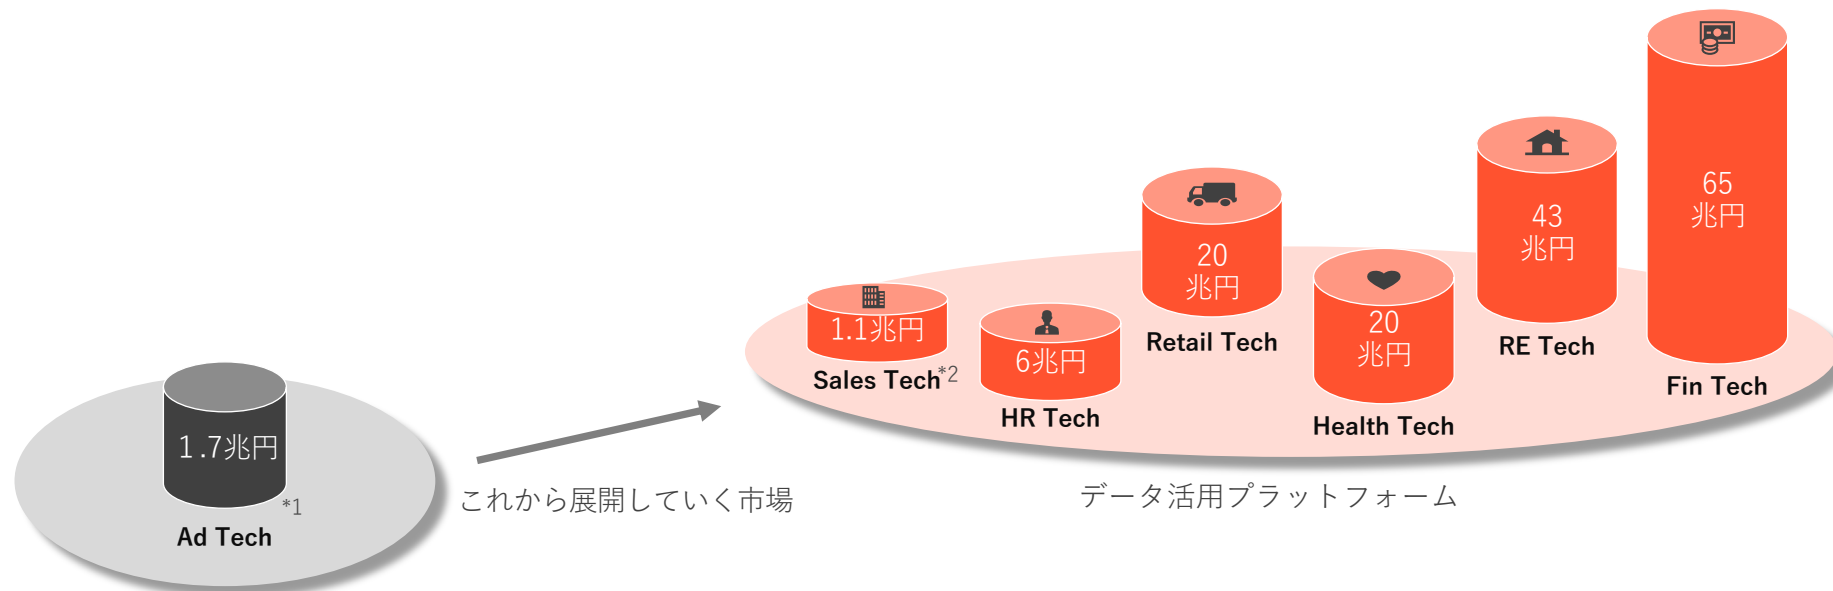 1.7兆円
*1
Ad Tech
これから展開していく市場
1.1兆円
Sales Tech*2
6兆円
HR Tech
20
兆円
Retail Tech
20
兆円
Health Tech
43
兆円
RE Tech
65
兆円
Fin Tech
データ活用プラットフォーム